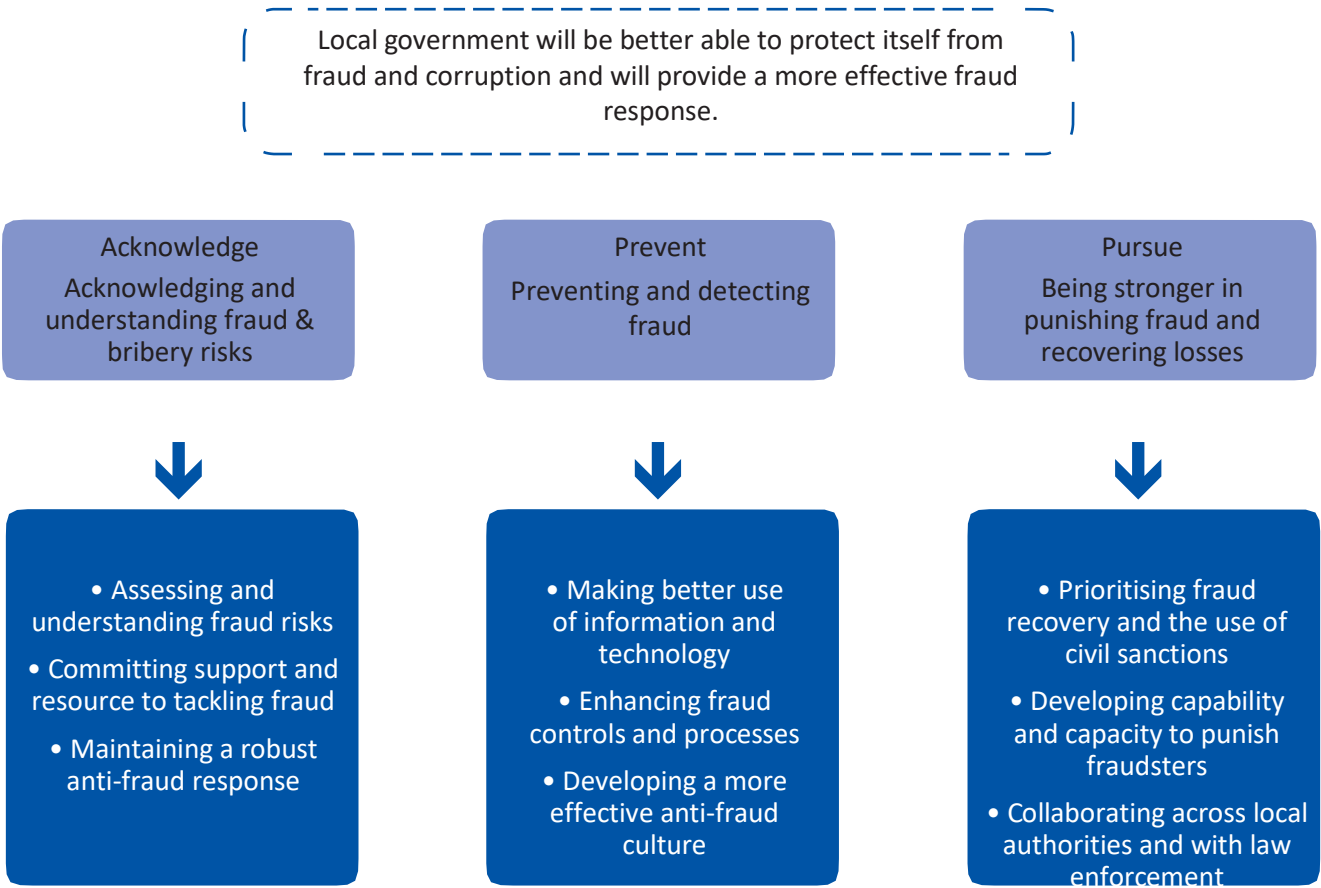 Local government will be better able to protect itself from
fraud and corruption and will provide a more effective fraud
response.
Acknowledge
Acknowledging and
understanding fraud &
bribery risks
Prevent
Preventing and detecting
fraud
Pursue
Being stronger in
punishing fraud and
recovering losses
• Assessing and
understanding fraud risks
• Committing support and
resource to tackling fraud
• Maintaining a robust
anti-fraud response
• Making better use
of information and
technology
• Enhancing fraud
controls and processes
• Developing a more
effective anti-fraud
culture
• Prioritising fraud
recovery and the use of
civil sanctions
• Developing capability
and capacity to punish
fraudsters
• Collaborating across local
authorities and with law
enforcement